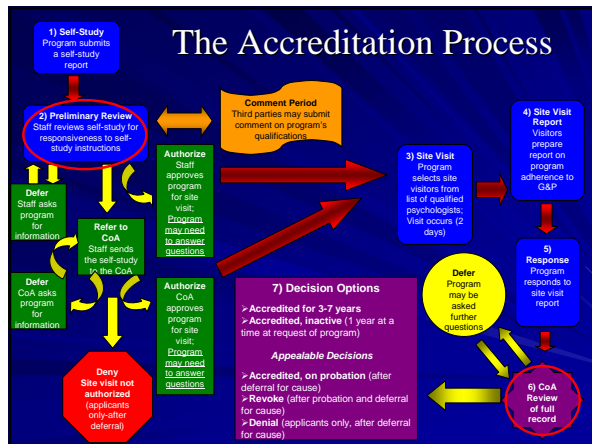 The Accreditation Process
1) Self-Study
Program submits
a self-study
report
2) Preliminary Review
Staff reviews self-study for
responsiveness to self-
study instructions
Comment Period
Third parties may submit
comment on program's
qualifications
Defer
Staff asks
program for
information
Authorize
Staff
approves
program for
site visit;
Program
may need to
answer
questions
Refer to
CoA
Staff sends
the self-study
to the CoA
Defer
CoA asks
program for
information
Authorize
CoA
approves
program for
site visit;
Program
may need
to answer
questions
Deny
Site visit not
authorized
(applicants
only-after
deferral)
3) Site Visit
Program
selects site
visitors from
list of qualified
psychologists;
Visit occurs (2
days)
4) Site Visit
Report
Visitors
prepare
report on
program
adherence to
G&P
5)
Response
Program
responds to
site visit
report
Defer
Program
may be
asked
further
questions
6) CoA
Review
of full
record
7) Decision Options
➢Accredited for 3-7 years
➢Accredited, inactive (1 year at a
time at request of program)
Appealable Decisions
➢Accredited, on probation (after
deferral for cause)
➢Revoke (after probation and deferral
for cause)
➢Denial (applicants only, after deferral
for cause)